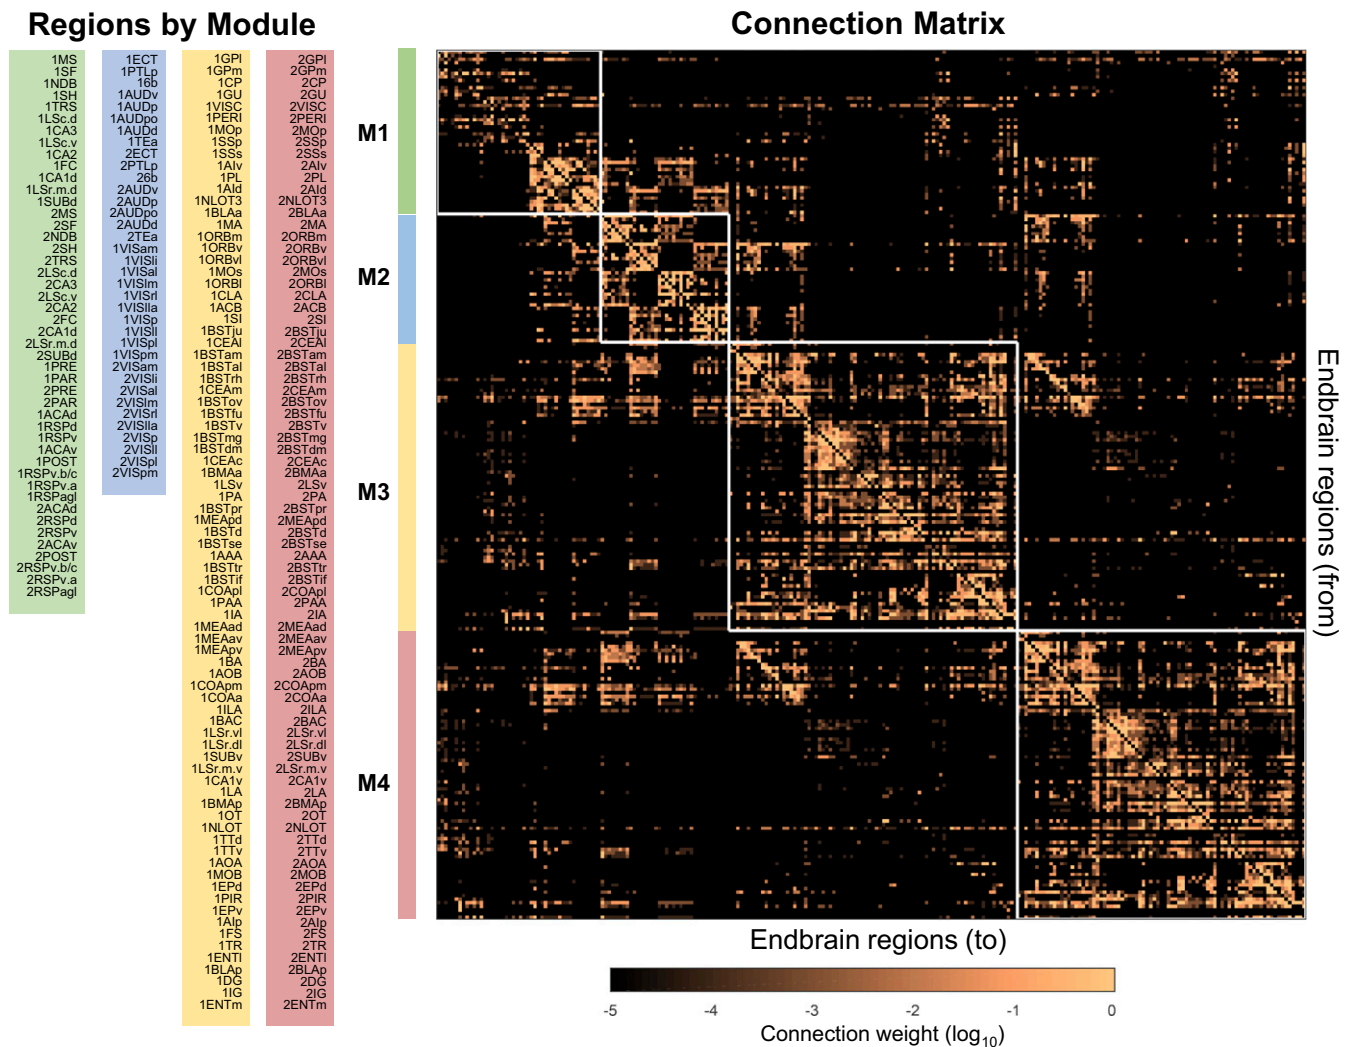 Regions by Module
Connection Matrix
1MS
1SF
1NDB
1SH
1TRS
1LSc.d
1CA3
1LSc.v
1CA2
1FC
1CA1d
1LSr.m.d
1SUBd
2MS
2SF
2NDB
2SH
2TRS
2LSc.d
2CA3
2LSc.v
2CA2
2FC
2CA1d
2LSr.m.d
2SUBd
1PRE
1PAR
2PRE
2PAR
1ACAd
1RSPd
1RSPv
1ACAv
1POST
1RSPv.b/c
1RSPv.a
1RSPagl
2ACAd
2RSPd
2RSPv
2ACAv
2POST
2RSPv.b/c
2RSPv.a
2RSPagl
1ECT
1PTLp
16b
1AUDv
1AUDp
1AUDpo
1AUDd
1TEa
2ECT
2PTLp
26b
2AUDv
2AUDp
2AUDpo
2AUDd
2TEa
1VISam
1VISli
1VISal
1VISlm
1VISrl
1VISlla
1VISp
1VISll
1VISpl
1VISpm
2VISam
2VISli
2VISal
2VISlm
2VISrl
2VISlla
2VISp
2VISll
2VISpl
2VISpm
1GPl
1GPm
1CP
1GU
1VISC
1PERI
1MOp
1SSp
1SSs
1AIv
1PL
1AId
1NLOT3
1BLAa
1MA
1ORBm
1ORBv
1ORBvl
1MOs
1ORBl
1CLA
1ACB
1SI
1BSTju
1CEAl
1BSTam
1BSTal
1BSTrh
1CEAm
1BSTov
1BSTfu
1BSTv
1BSTmg
1BSTdm
1CEAc
1BMAa
1LSv
1PA
1BSTpr
1MEApd
1BSTd
1BSTse
1AAA
1BSTtr
1BSTif
1COApl
1PAA
1IA
1MEAad
1MEAav
1MEApv
1BA
1AOB
1COApm
1COAa
1ILA
1BAC
1LSr.vl
1LSr.dl
1SUBv
1LSr.m.v
1CA1v
1LA
1BMAp
1OT
1NLOT
1TTd
1TTv
1AOA
1MOB
1EPd
1PIR
1EPv
1AIp
1FS
1TR
1ENTl
1BLAp
1DG
1IG
1ENTm
2GPl
2GPm
2CP
2GU
2VISC
2PERI
2MOp
2SSp
2SSs
2AIv
2PL
2AId
2NLOT3
2BLAa
2MA
2ORBm
2ORBv
2ORBvl
2MOs
2ORBl
2CLA
2ACB
2SI
2BSTju
2CEAl
2BSTam
2BSTal
2BSTrh
2CEAm
2BSTov
2BSTfu
2BSTv
2BSTmg
2BSTdm
2CEAc
2BMAa
2LSv
2PA
2BSTpr
2MEApd
2BSTd
2BSTse
2AAA
2BSTtr
2BSTif
2COApl
2PAA
2IA
2MEAad
2MEAav
2MEApv
2BA
2AOB
2COApm
2COAa
2ILA
2BAC
2LSr.vl
2LSr.dl
2SUBv
2LSr.m.v
2CA1v
2LA
2BMAp
2OT
2NLOT
2TTd
2TTv
2AOA
2MOB
2EPd
2PIR
2EPv
2AIp
2FS
2TR
2ENTl
2BLAp
2DG
2IG
2ENTm
M1
M2
M3
M4
Endbrain regions (from)
Endbrain regions (to)
-5 -4 -3 -2 -1 0
Connection weight (log10)